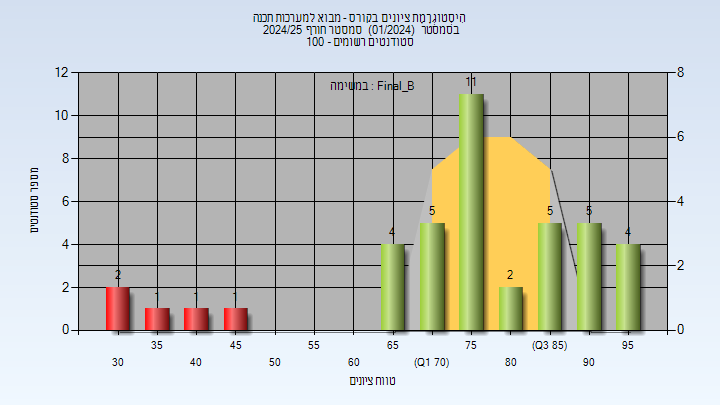 היסטוגרמת ציונים בקורס - מבוא למערכות תכנה
בסמסטר (01/2024) סמסטר חורף 2024/25
סטודנטים רשומים - 100
במשימה : Final_B
12
10
8
6
4
2
0
8
6
4
2
0
מספר סטודנטים
2
1
1
1
4
5
11
2
5
5
4
35 45 55 65 75 (Q3 85) 95
30 40 50 60 (Q1 70) 80 90
טווח ציונים